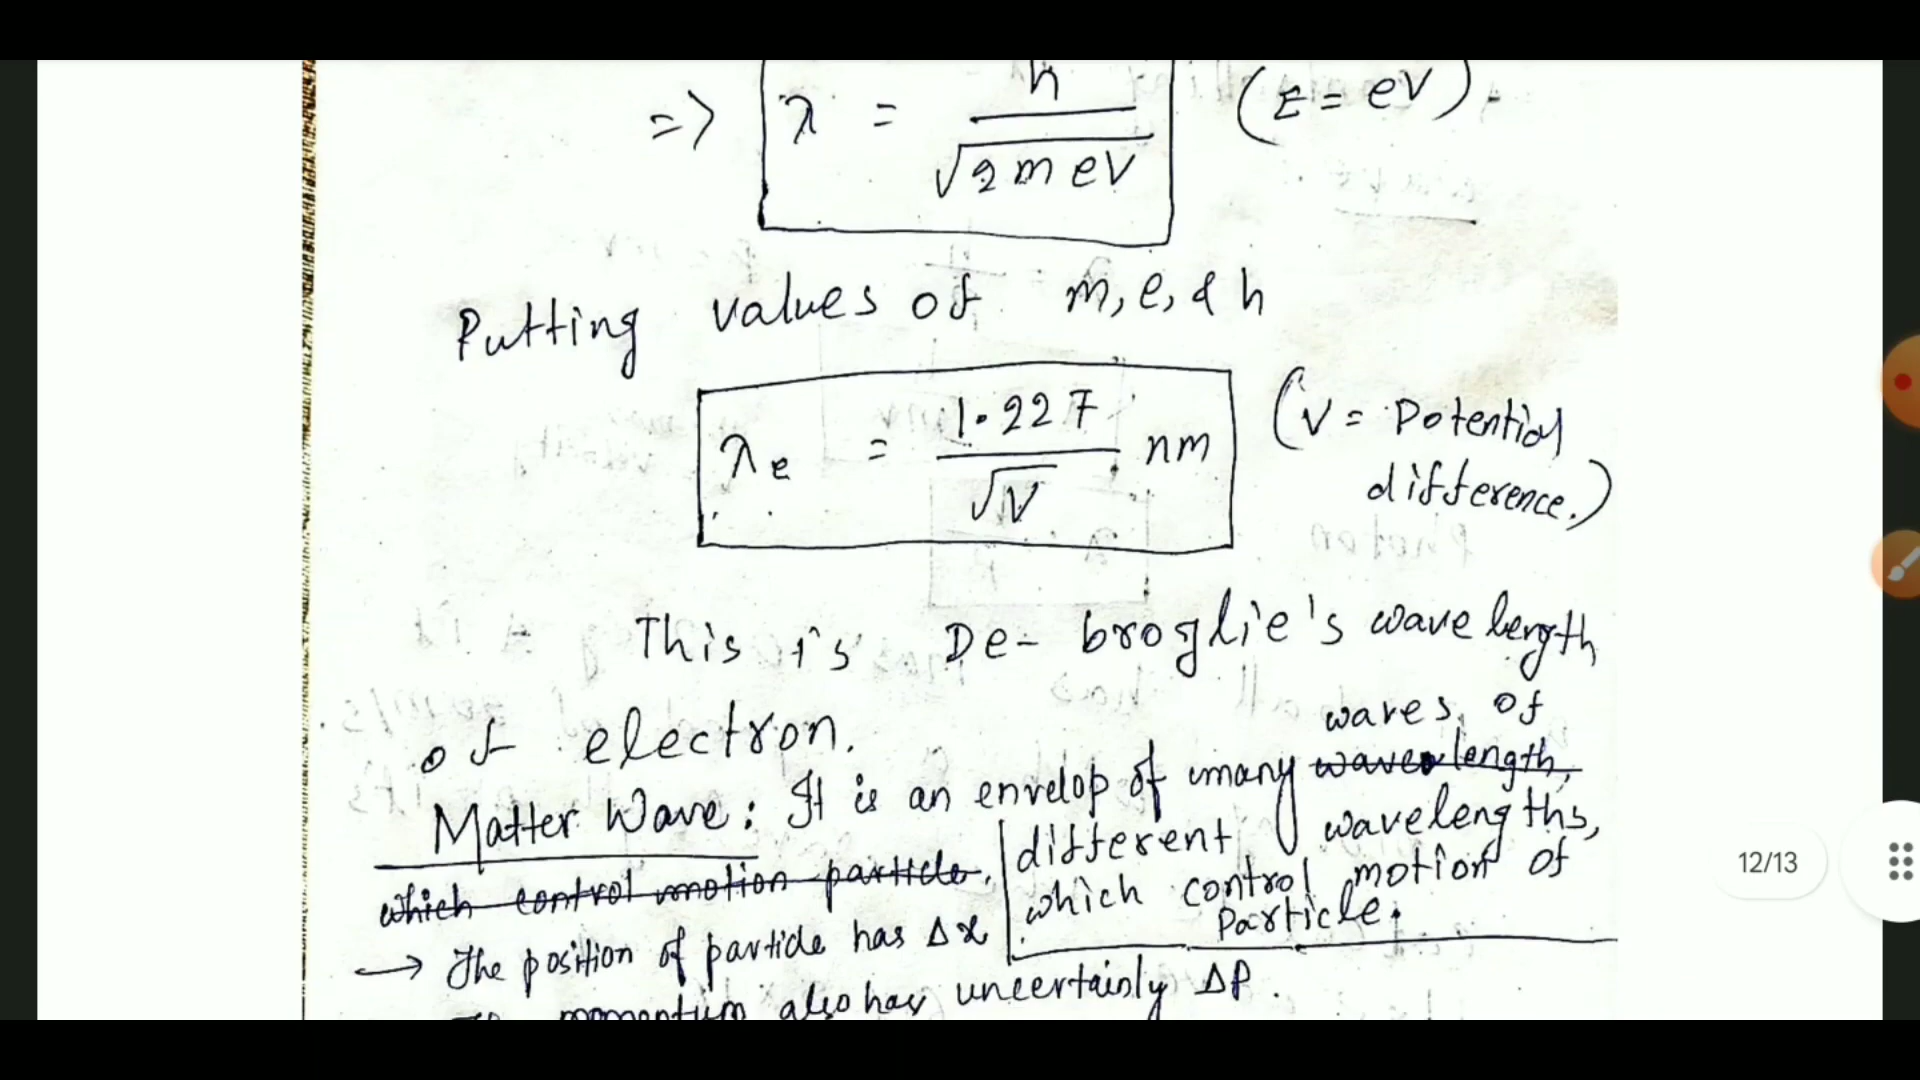 => λ = h / √2meV (E = eV).
Putting values of m, e, & h
λe = 1.227 / √V nm (V = Potential difference.)
This is De-broglie's wave length
of electron.
Matter Wave: It is an envelop of many wave length, waves of
which control motion particle. different wavelengths,
which control motion of
Particle.
→ The position of particle has Δx
momentum also has uncertainly ΔP.
12/13